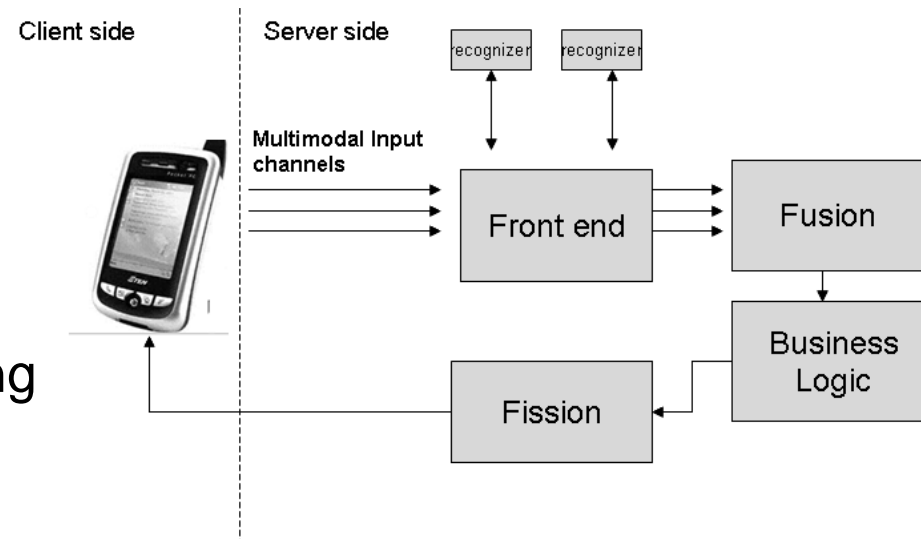 Client side
Server side
recognizer
recognizer
Multimodal Input
channels
Front end
Fusion
Business
Logic
Fission
ng